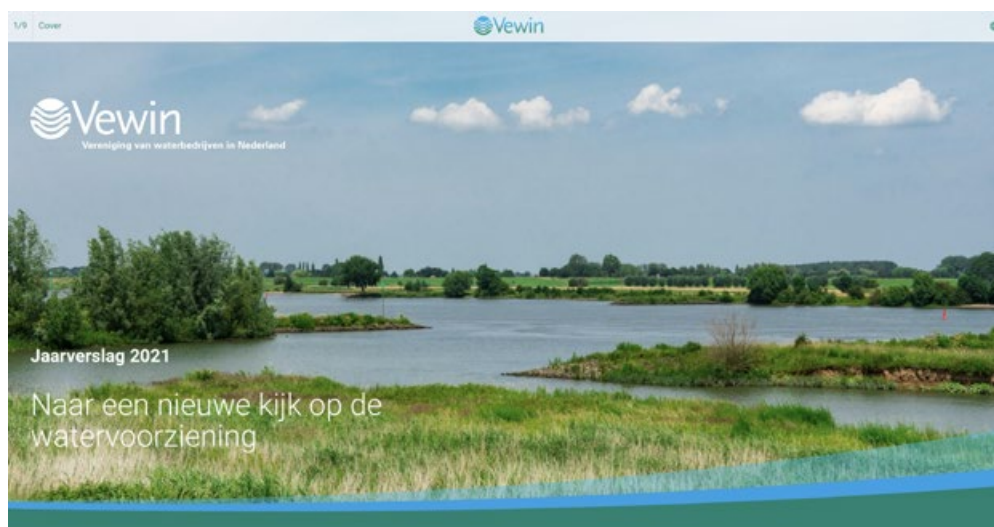 1/9 Cover
Vewin
Vewin
Vereniging van waterbedrijven in Nederland
Jaarverslag 2021
Naar een nieuwe kijk op de
watervoorziening